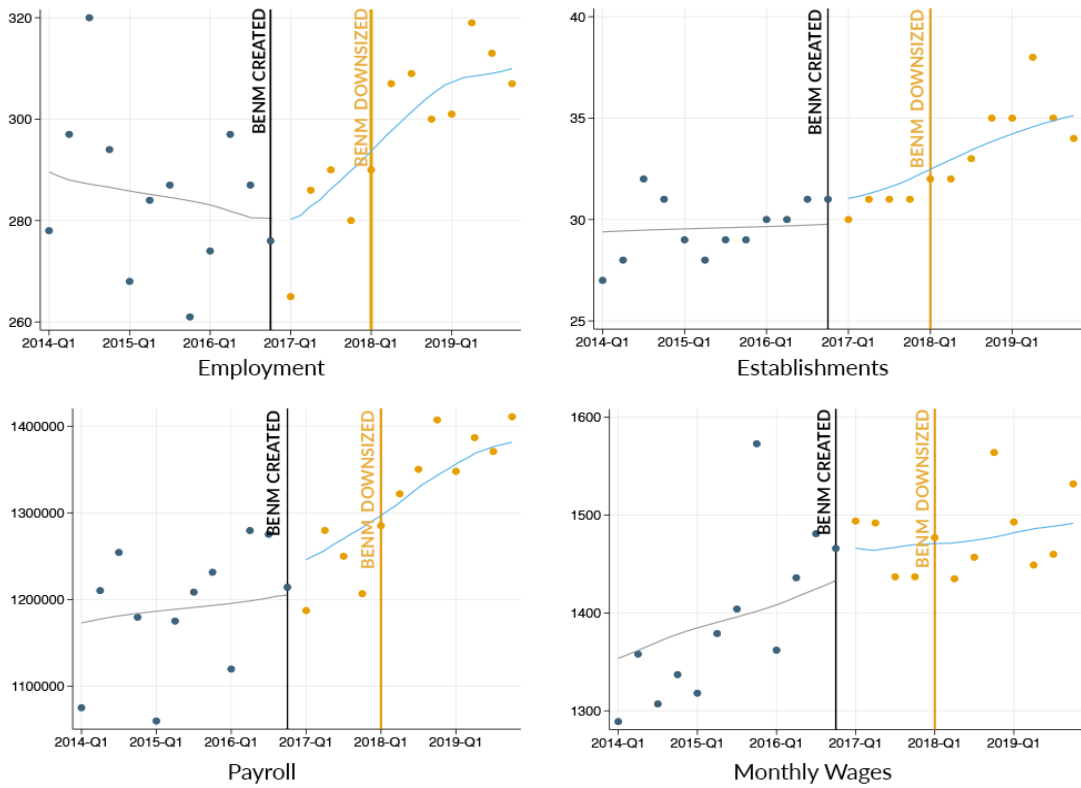 320
300
280
260
BENM CREATED
BENM DOWNSIZED
2014-Q1 2015-Q1 2016-Q1 2017-Q1 2018-Q1 2019-Q1
Employment
40
35
30
25
BENM CREATED
BENM DOWNSIZED
2014-Q1 2015-Q1 2016-Q1 2017-Q1 2018-Q1 2019-Q1
Establishments
1400000
1300000
1200000
1100000
BENM CREATED
BENM DOWNSIZED
2014-Q1 2015-Q1 2016-Q1 2017-Q1 2018-Q1 2019-Q1
Payroll
1600
1500
1400
1300
BENM CREATED
BENM DOWNSIZED
2014-Q1 2015-Q1 2016-Q1 2017-Q1 2018-Q1 2019-Q1
Monthly Wages